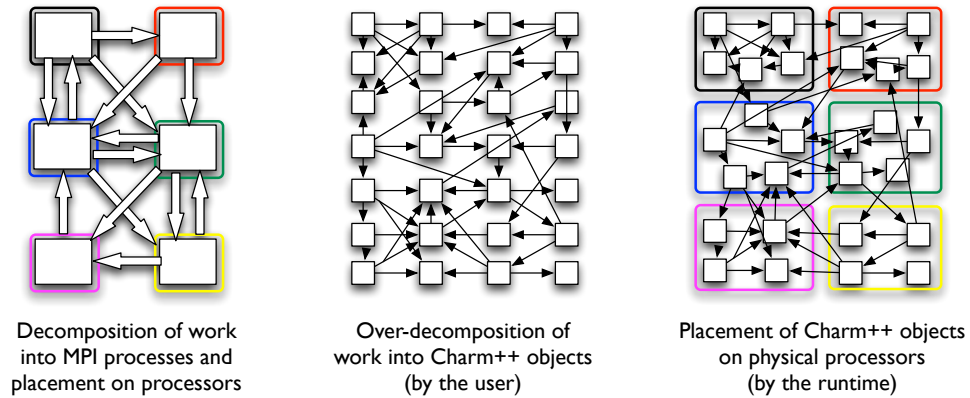 Decomposition of work
into MPI processes and
placement on processors
Over-decomposition of
work into Charm++ objects
(by the user)
Placement of Charm++ objects
on physical processors
(by the runtime)